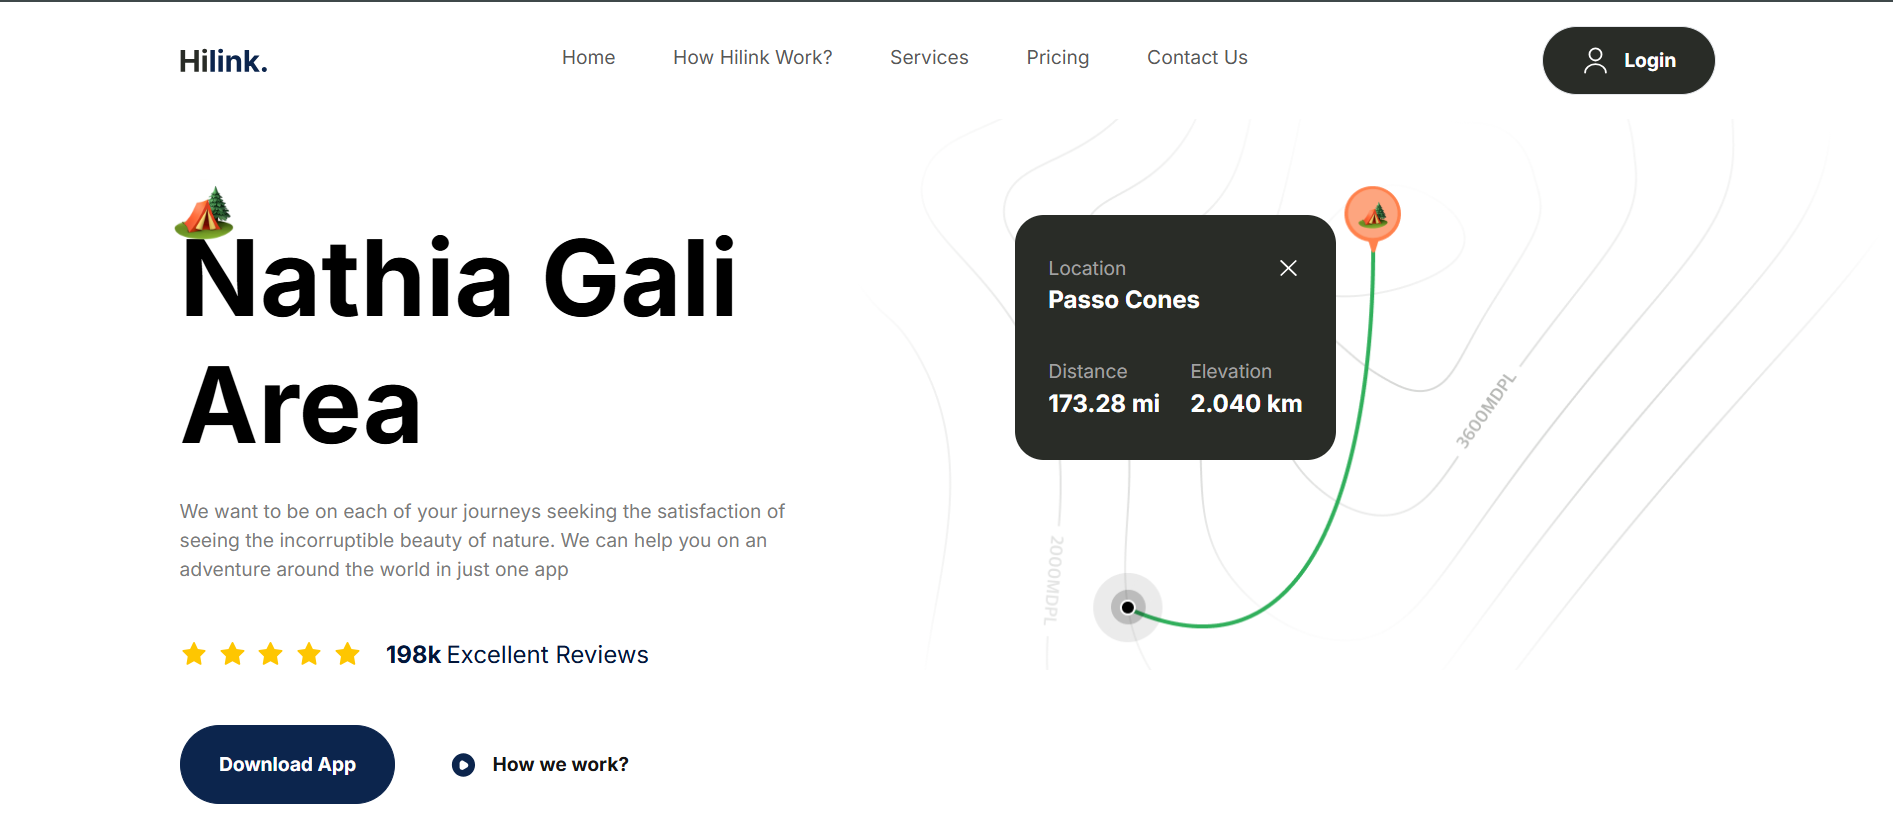 Hilink.
Home
How Hilink Work?
Services
Pricing
Contact Us
Login
Nathia Gali
Area
We want to be on each of your journeys seeking the satisfaction of
seeing the incorruptible beauty of nature. We can help you on an
adventure around the world in just one app
198k Excellent Reviews
Download App
How we work?
Location
Passo Cones
Distance
Elevation
173.28 mi
2.040 km
3600MDPL
2000MDPL